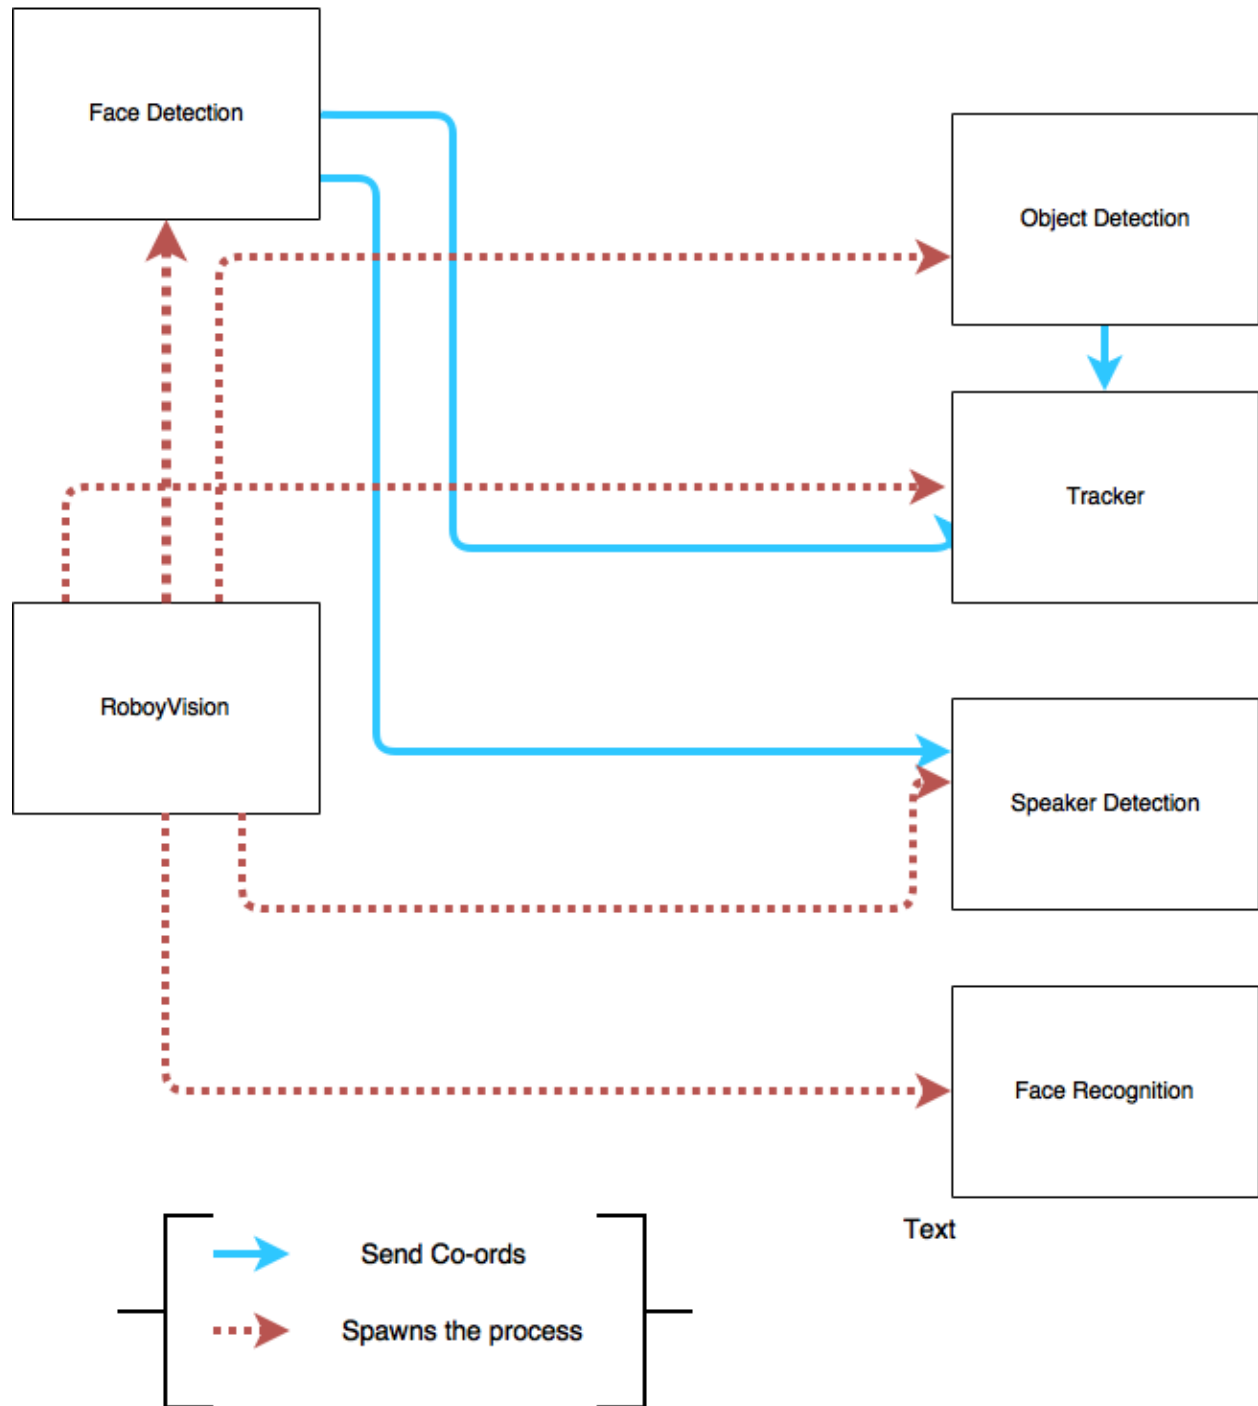 Face Detection
Object Detection
Tracker
RoboyVision
Speaker Detection
Face Recognition
Text
Send Co-ords
Spawns the process